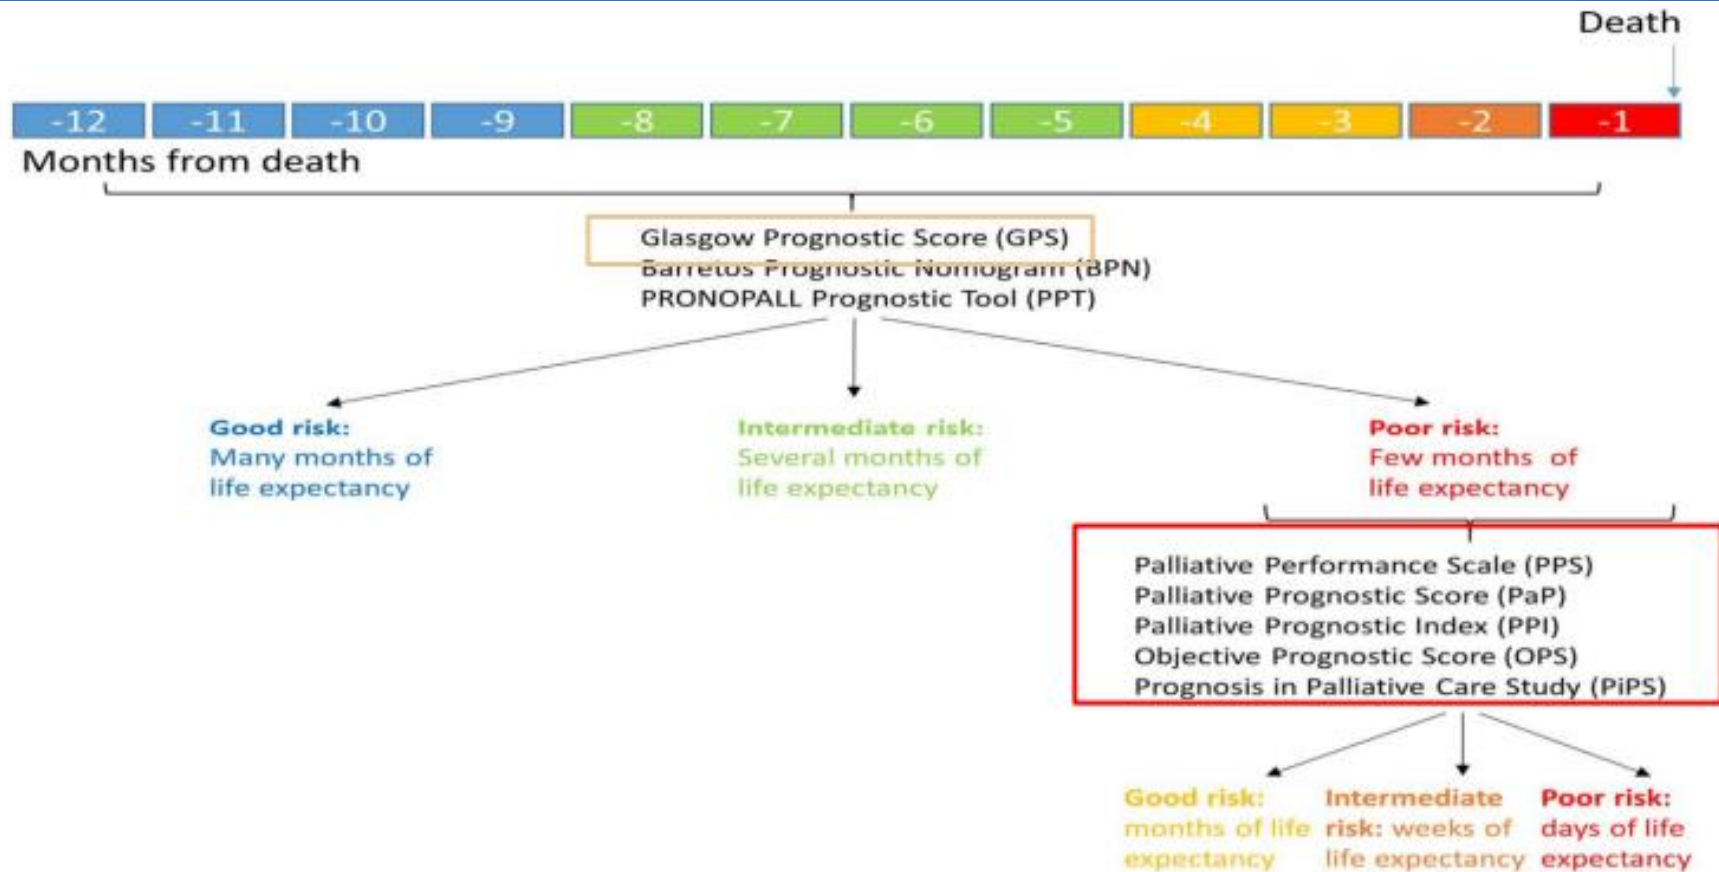 Death
-12 -11 -10 -9 -8 -7 -6 -5 -4 -3 -2 -1
Months from death
Glasgow Prognostic Score (GPS)
Barretos Prognostic Nomogram (BPN)
PRONOPALL Prognostic Tool (PPT)
Good risk:
Many months of
life expectancy
Intermediate risk:
Several months of
life expectancy
Poor risk:
Few months of
life expectancy
Palliative Performance Scale (PPS)
Palliative Prognostic Score (PaP)
Palliative Prognostic Index (PPI)
Objective Prognostic Score (OPS)
Prognosis in Palliative Care Study (PiPS)
Good risk:
months of life
expectancy
Intermediate
risk: weeks of
life expectancy
Poor risk:
days of life
expectancy